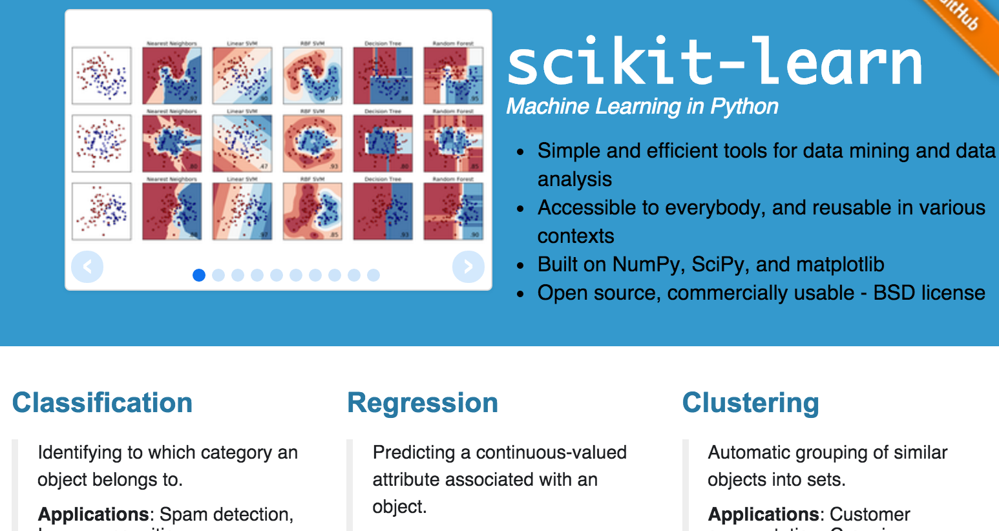 Nearest Neighbors Linear SVM RBF SVM Decision Tree Random Forest
.97 .90 .97 .88 .95
Nearest Neighbors Linear SVM RBF SVM Decision Tree Random Forest
.80 .47 .93 .80 .85
Nearest Neighbors Linear SVM RBF SVM Decision Tree Random Forest
.88 .97 .85 .93 .90
GitHub
scikit-learn
Machine Learning in Python
• Simple and efficient tools for data mining and data
analysis
• Accessible to everybody, and reusable in various
contexts
• Built on NumPy, SciPy, and matplotlib
• Open source, commercially usable - BSD license
Classification
Identifying to which category an
object belongs to.
Applications: Spam detection,
Regression
Predicting a continuous-valued
attribute associated with an
object.
Clustering
Automatic grouping of similar
objects into sets.
Applications: Customer